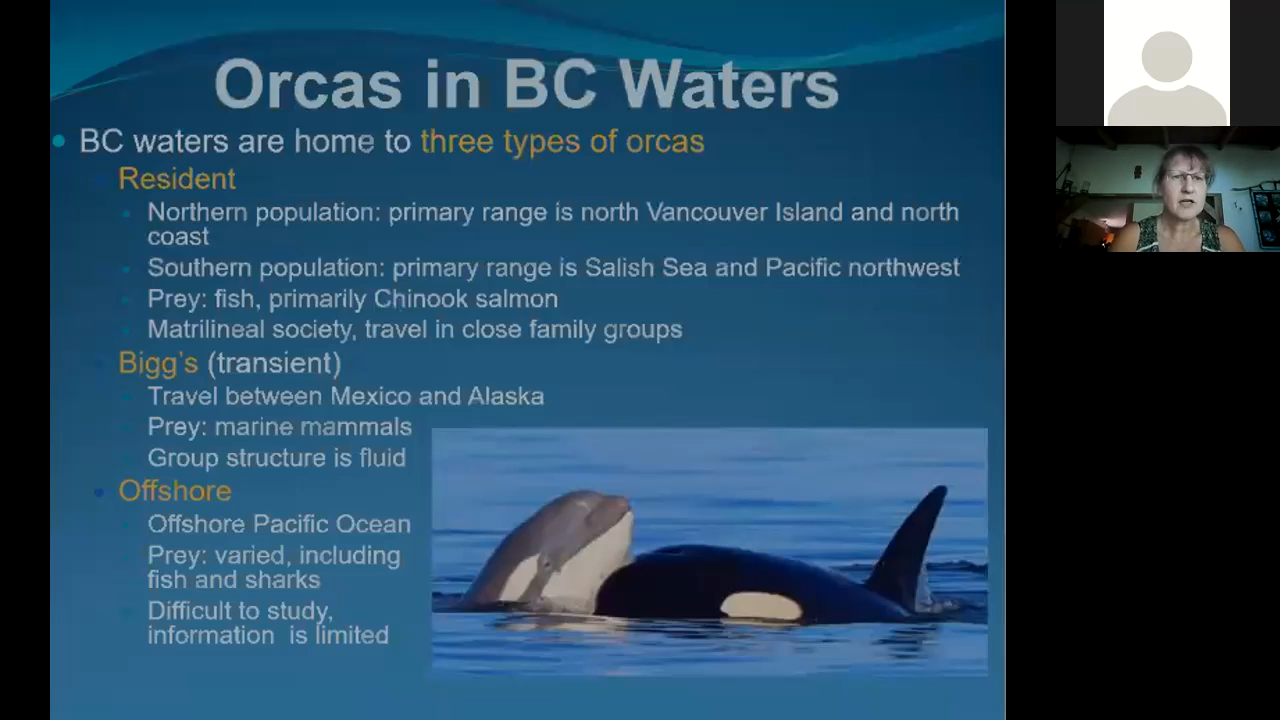 Orcas in BC Waters
BC waters are home to three types of orcas
Resident
Northern population: primary range is north Vancouver Island and north
coast
Southern population: primary range is Salish Sea and Pacific northwest
Prey: fish, primarily Chinook salmon
Matrilineal society, travel in close family groups
Bigg's (transient)
Travel between Mexico and Alaska
Prey: marine mammals
Group structure is fluid
Offshore
Offshore Pacific Ocean
Prey: varied, including
fish and sharks
Difficult to study,
information is limited